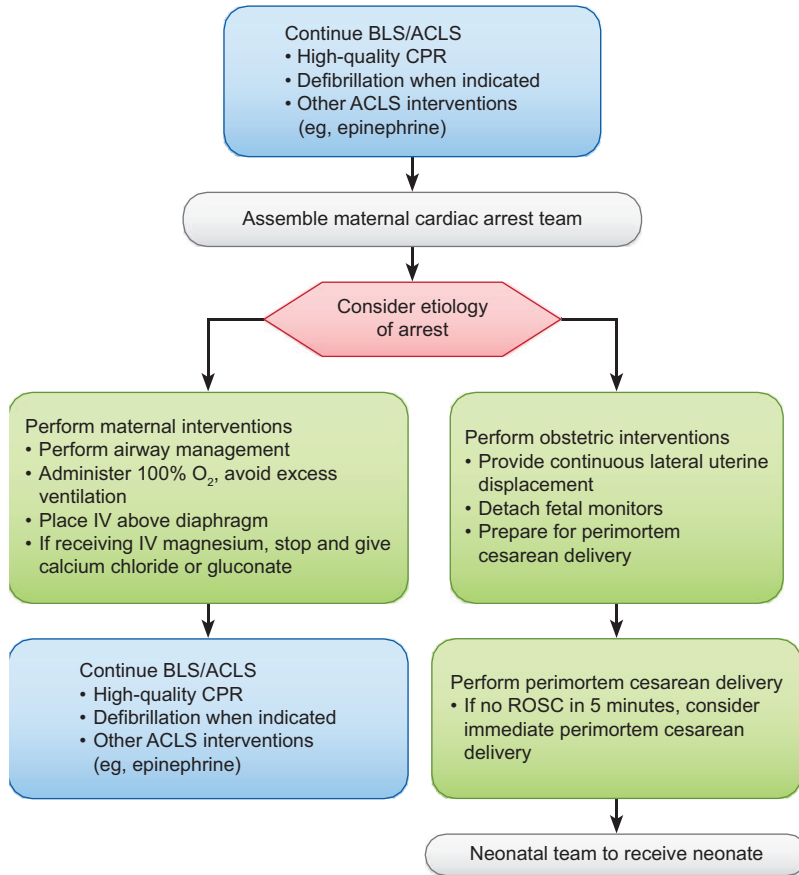 Continue BLS/ACLS
• High-quality CPR
• Defibrillation when indicated
• Other ACLS interventions
(eg, epinephrine)
Assemble maternal cardiac arrest team
Consider etiology
of arrest
Perform maternal interventions
• Perform airway management
• Administer 100% O₂, avoid excess
ventilation
• Place IV above diaphragm
• If receiving IV magnesium, stop and give
calcium chloride or gluconate
Continue BLS/ACLS
• High-quality CPR
• Defibrillation when indicated
• Other ACLS interventions
(eg, epinephrine)
Perform obstetric interventions
• Provide continuous lateral uterine
displacement
• Detach fetal monitors
• Prepare for perimortem
cesarean delivery
Perform perimortem cesarean delivery
• If no ROSC in 5 minutes, consider
immediate perimortem cesarean
delivery
Neonatal team to receive neonate